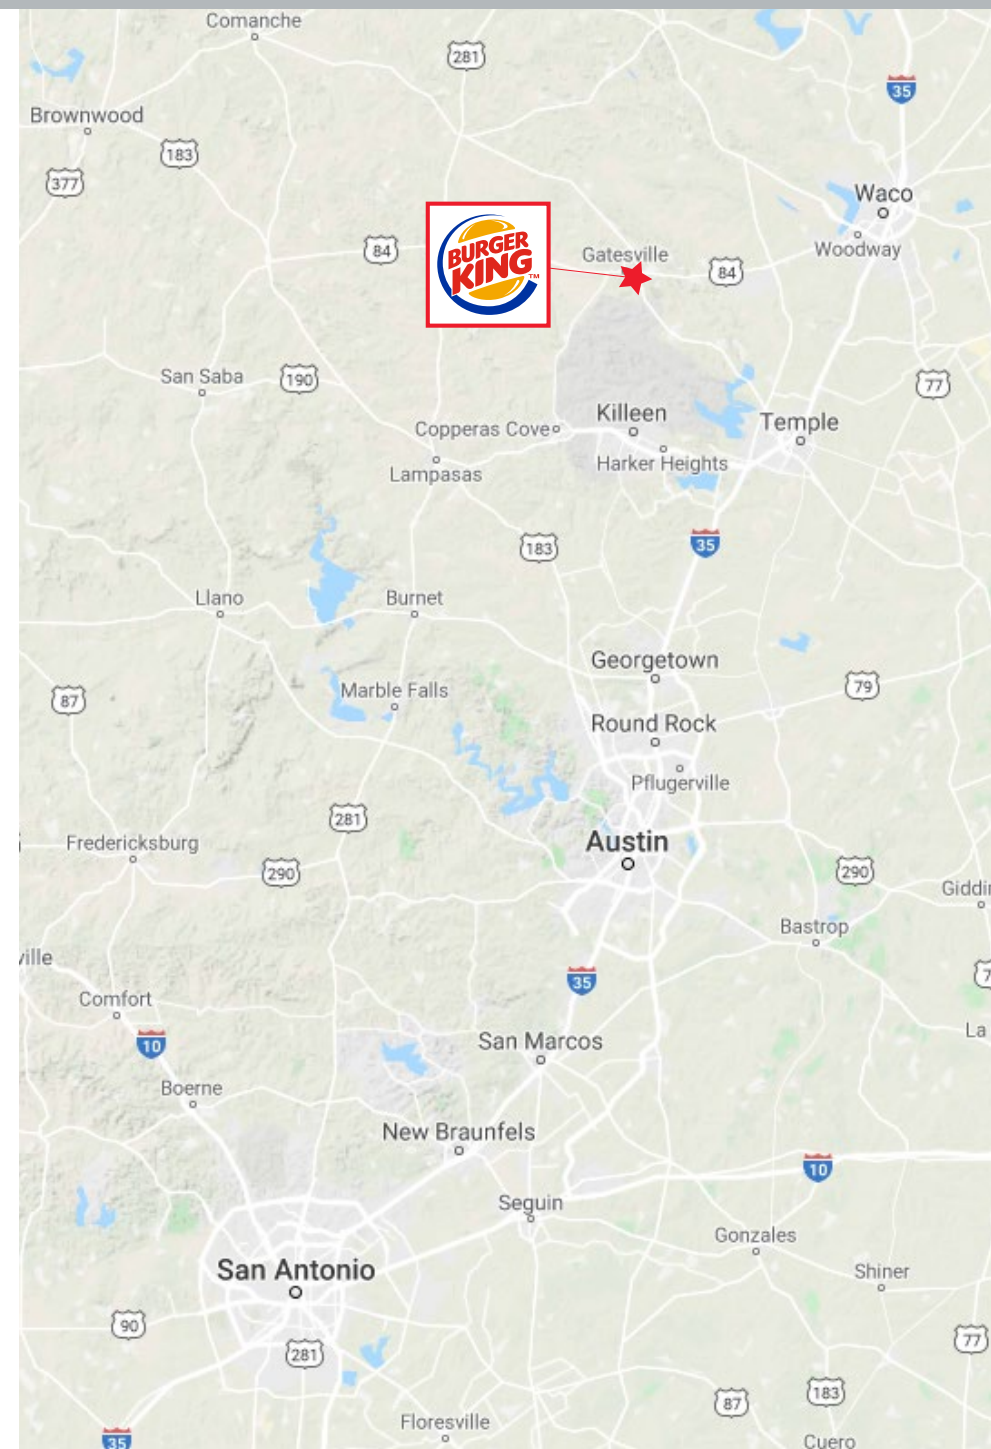 Comanche
281
35
Brownwood
183
377
Waco
84
Woodway
BURGER
KING
TM
Gatesville
84
San Saba
190
77
Killeen
Copperas Cove
Temple
Harker Heights
Lampasas
183
35
Llano
Burnet
Georgetown
87
Marble Falls
79
Round Rock
Pflugerville
281
Fredericksburg
Austin
290
290
Giddin
Bastrop
ville
35
7
Comfort
La
10
San Marcos
Boerne
New Braunfels
10
Seguin
Gonzales
San Antonio
Shiner
90
77
281
87
183
Floresville
35
Cuero